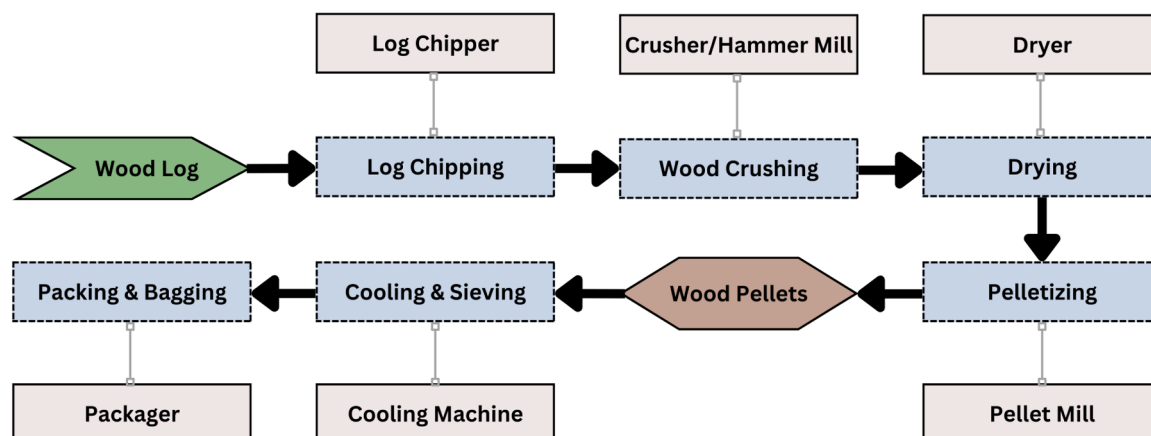 Log Chipper
Crusher/Hammer Mill
Dryer
Wood Log
Log Chipping
Wood Crushing
Drying
Packing & Bagging
Cooling & Sieving
Wood Pellets
Pelletizing
Packager
Cooling Machine
Pellet Mill